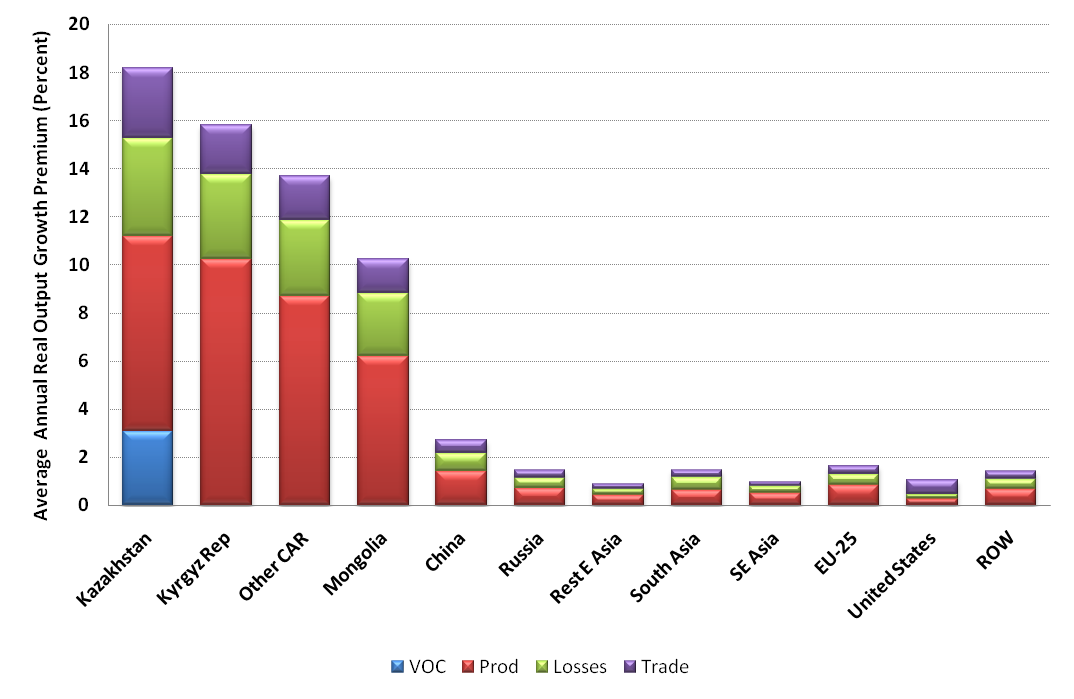 Average Annual Real Output Growth Premium (Percent)
20
18
16
14
12
10
8
6
4
2
0
Kazakhstan
Kyrgyz Rep
Other CAR
Mongolia
China
Russia
Rest E Asia
South Asia
SE Asia
EU-25
United States
ROW
VOC Prod Losses Trade